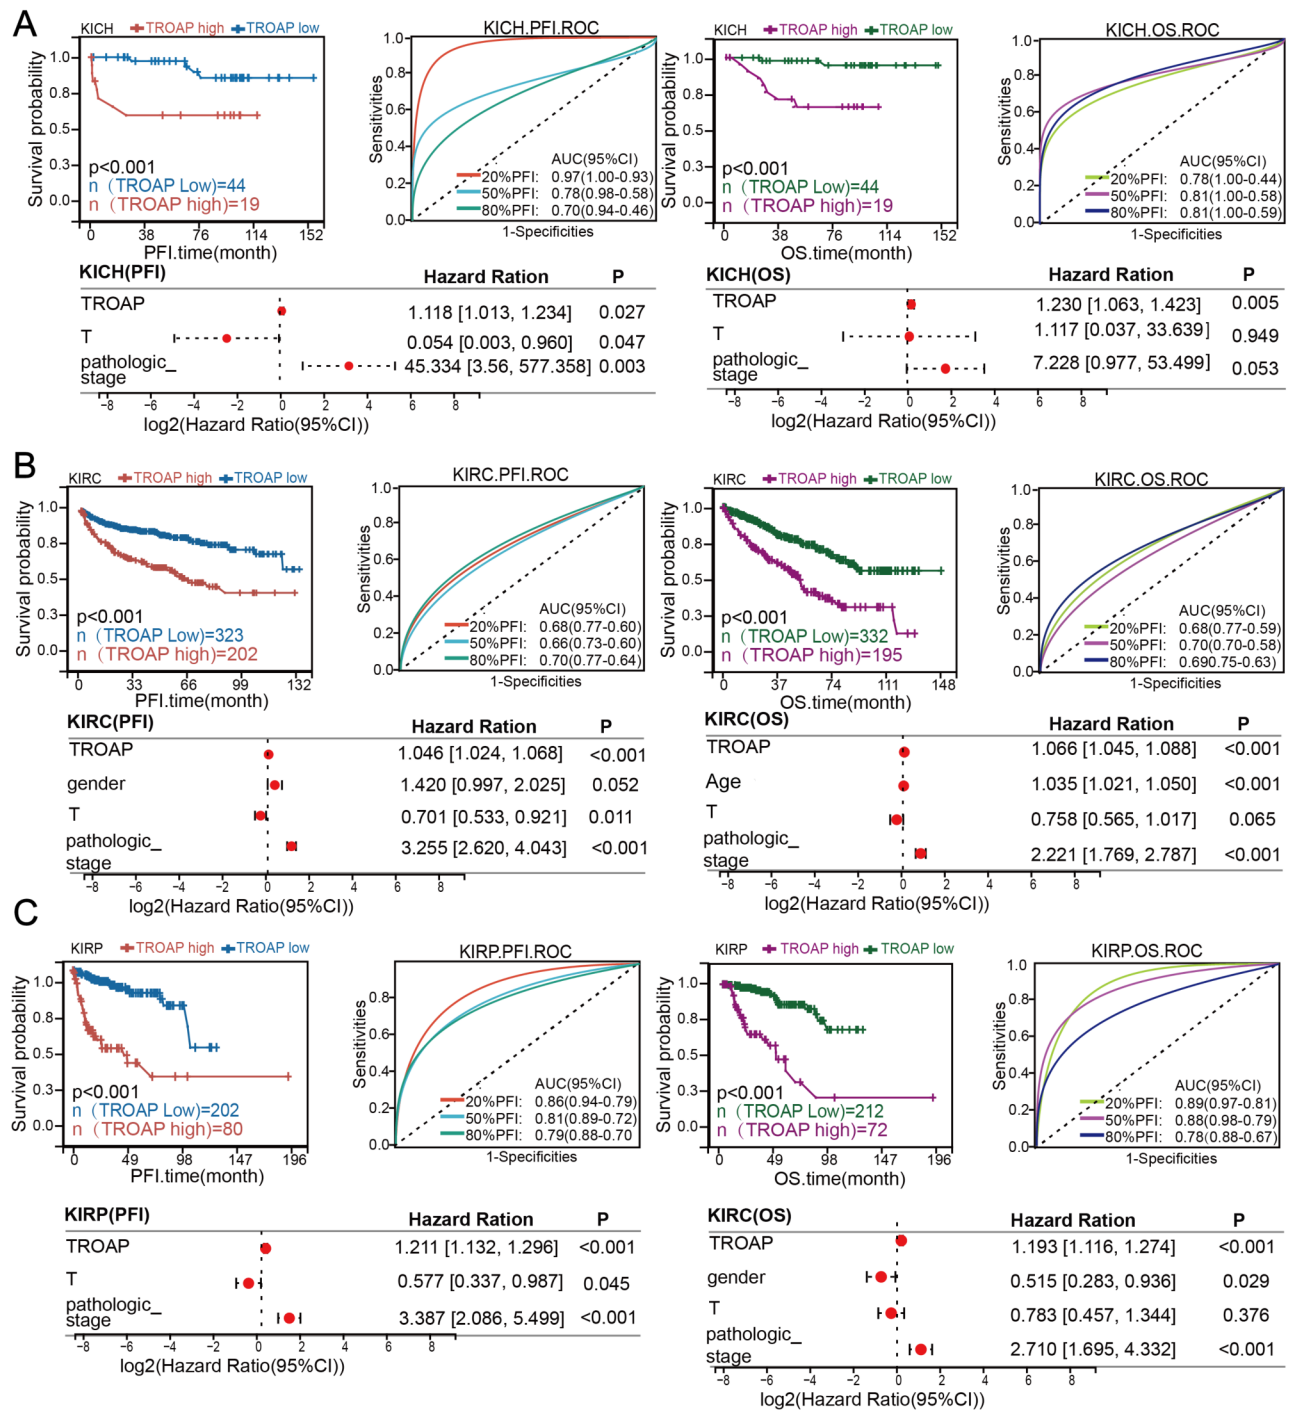 A
KICH TROAP high TROAP low
Survival probability
1.0
0.8
0.5
0.3
0.0
p<0.001
n（TROAP Low)=44
n（TROAP high)=19
0 38 76 114 152
PFI.time(month)
KICH.PFI.ROC
Sensitivities
1.0
0.8
0.6
0.4
0.2
0.0
AUC(95%CI)
20%PFI: 0.97(1.00-0.93)
50%PFI: 0.78(0.98-0.58)
80%PFI: 0.70(0.94-0.46)
1-Specificities
KICH TROAP high TROAP low
Survival probability
1.0
0.8
0.5
0.3
0.0
p<0.001
n（TROAP Low)=44
n（TROAP high)=19
0 38 76 114 152
OS.time(month)
KICH.OS.ROC
Sensitivities
1.0
0.8
0.6
0.4
0.2
0.0
AUC(95%CI)
20%PFI: 0.78(1.00-0.44)
50%PFI: 0.81(1.00-0.58)
80%PFI: 0.81(1.00-0.59)
1-Specificities
KICH(PFI) Hazard Ration P
TROAP 1.118 [1.013, 1.234] 0.027
T 0.054 [0.003, 0.960] 0.047
pathologic_
stage 45.334 [3.56, 577.358] 0.003
−8 −6 −4 −2 0 2 4 6 8
log2(Hazard Ratio(95%CI))
KICH(OS) Hazard Ration P
TROAP 1.230 [1.063, 1.423] 0.005
T 1.117 [0.037, 33.639] 0.949
pathologic_
stage 7.228 [0.977, 53.499] 0.053
−8 −6 −4 −2 0 2 4 6 8
log2(Hazard Ratio(95%CI))
B
KIRC TROAP high TROAP low
Survival probability
1.0
0.8
0.5
0.3
0.0
p<0.001
n（TROAP Low)=323
n（TROAP high)=202
0 33 66 99 132
PFI.time(month)
KIRC.PFI.ROC
Sensitivities
1.0
0.8
0.6
0.4
0.2
0.0
AUC(95%CI)
20%PFI: 0.68(0.77-0.60)
50%PFI: 0.66(0.73-0.60)
80%PFI: 0.70(0.77-0.64)
1-Specificities
KIRC TROAP high TROAP low
Survival probability
1.0
0.8
0.5
0.3
0.0
p<0.001
n（TROAP Low)=332
n（TROAP high)=195
0 37 74 111 148
OS.time(month)
KIRC.OS.ROC
Sensitivities
1.0
0.8
0.6
0.4
0.2
0.0
AUC(95%CI)
20%PFI: 0.68(0.77-0.59)
50%PFI: 0.70(0.70-0.58)
80%PFI: 0.690.75-0.63)
1-Specificities
KIRC(PFI) Hazard Ration P
TROAP 1.046 [1.024, 1.068] <0.001
gender 1.420 [0.997, 2.025] 0.052
T 0.701 [0.533, 0.921] 0.011
pathologic_
stage 3.255 [2.620, 4.043] <0.001
−8 −6 −4 −2 0 2 4 6 8
log2(Hazard Ratio(95%CI))
KIRC(OS) Hazard Ration P
TROAP 1.066 [1.045, 1.088] <0.001
Age 1.035 [1.021, 1.050] <0.001
T 0.758 [0.565, 1.017] 0.065
pathologic_
stage 2.221 [1.769, 2.787] <0.001
−8 −6 −4 −2 0 2 4 6 8
log2(Hazard Ratio(95%CI))
C
KIRP TROAP high TROAP low
Survival probability
1.0
0.8
0.5
0.3
0.0
p<0.001
n（TROAP Low)=202
n（TROAP high)=80
0 49 98 147 196
PFI.time(month)
KIRP.PFI.ROC
Sensitivities
0.8
0.6
0.4
0.2
0.0
AUC(95%CI)
20%PFI: 0.86(0.94-0.79)
50%PFI: 0.81(0.89-0.72)
80%PFI: 0.79(0.88-0.70
1-Specificities
KIRP TROAP high TROAP low
Survival probability
1.0
0.8
0.5
0.3
0.0
p<0.001
n（TROAP Low)=212
n（TROAP high)=72
0 49 98 147 196
OS.time(month)
KIRP.OS.ROC
Sensitivities
1.0
0.8
0.6
0.4
0.2
0.0
AUC(95%CI)
20%PFI: 0.89(0.97-0.81)
50%PFI: 0.88(0.98-0.79)
80%PFI: 0.78(0.88-0.67)
1-Specificities
KIRP(PFI) Hazard Ration P
TROAP 1.211 [1.132, 1.296] <0.001
T 0.577 [0.337, 0.987] 0.045
pathologic_
stage 3.387 [2.086, 5.499] <0.001
−8 −6 −4 −2 0 2 4 6 8
log2(Hazard Ratio(95%CI))
KIRC(OS) Hazard Ration P
TROAP 1.193 [1.116, 1.274] <0.001
gender 0.515 [0.283, 0.936] 0.029
T 0.783 [0.457, 1.344] 0.376
pathologic_
stage 2.710 [1.695, 4.332] <0.001
−8 −6 −4 −2 0 2 4 6 8
log2(Hazard Ratio(95%CI))